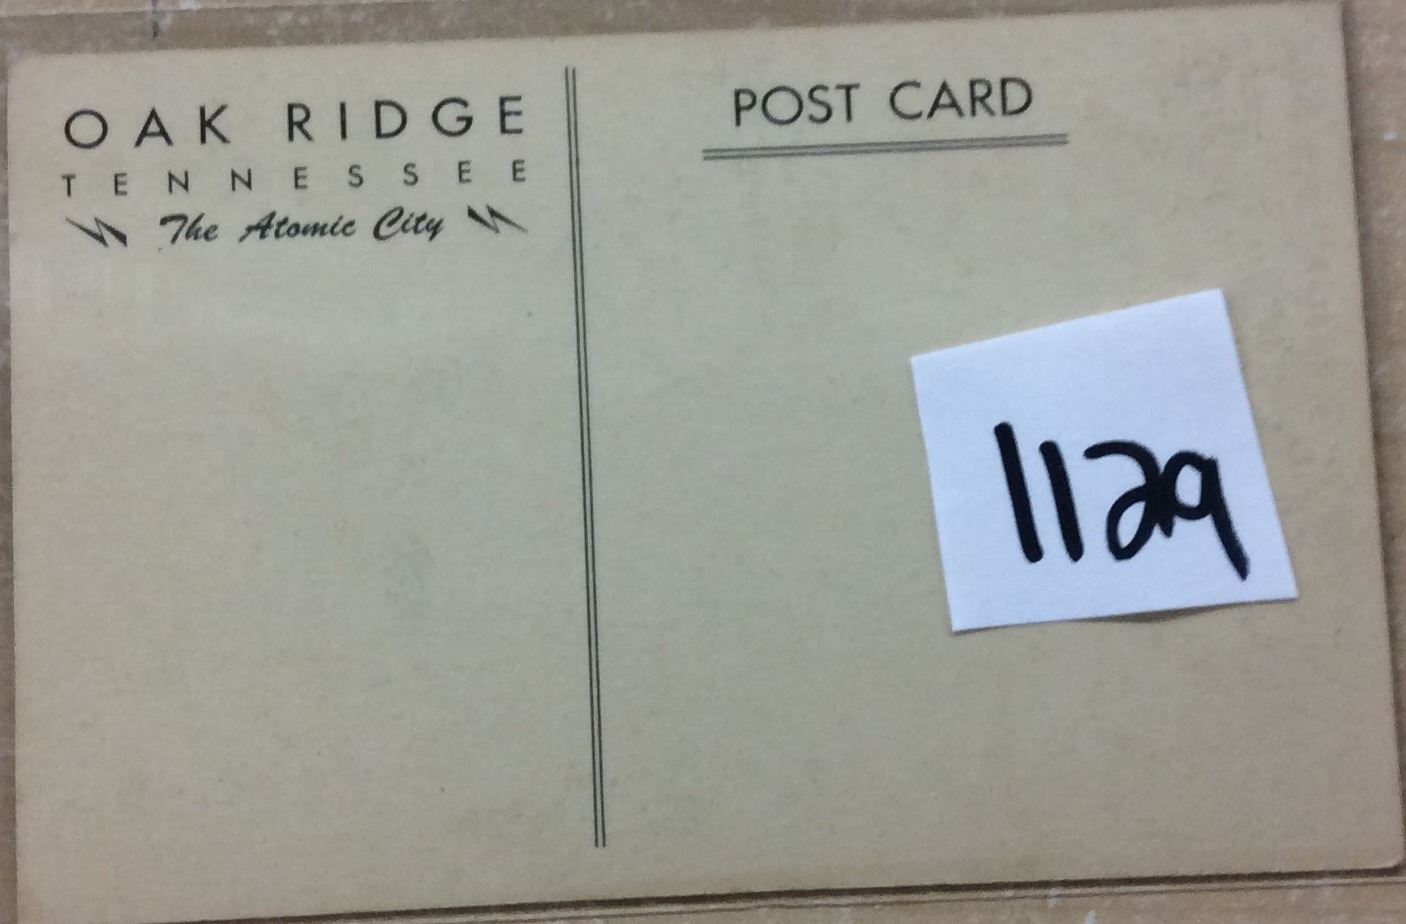 OAK RIDGE
TENNESSEE
The Atomic City
POST CARD
1129